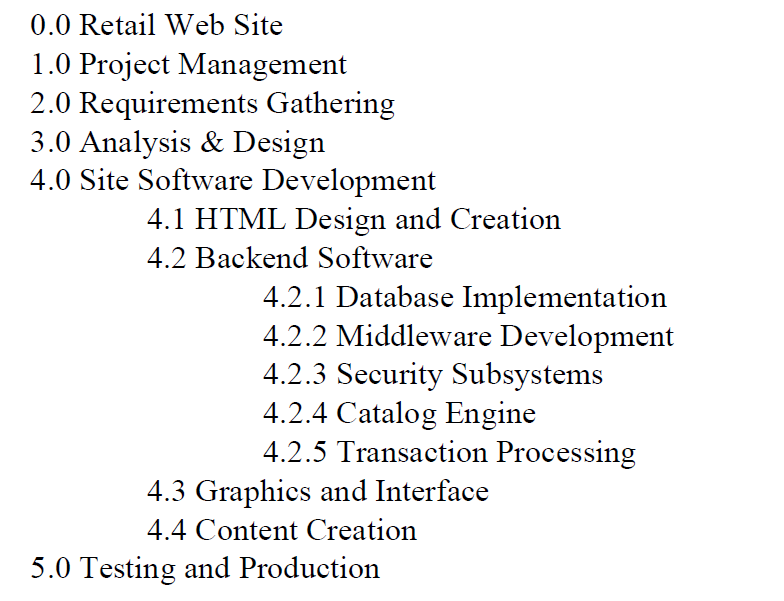 0.0 Retail Web Site
1.0 Project Management
2.0 Requirements Gathering
3.0 Analysis & Design
4.0 Site Software Development
4.1 HTML Design and Creation
4.2 Backend Software
4.2.1 Database Implementation
4.2.2 Middleware Development
4.2.3 Security Subsystems
4.2.4 Catalog Engine
4.2.5 Transaction Processing
4.3 Graphics and Interface
4.4 Content Creation
5.0 Testing and Production